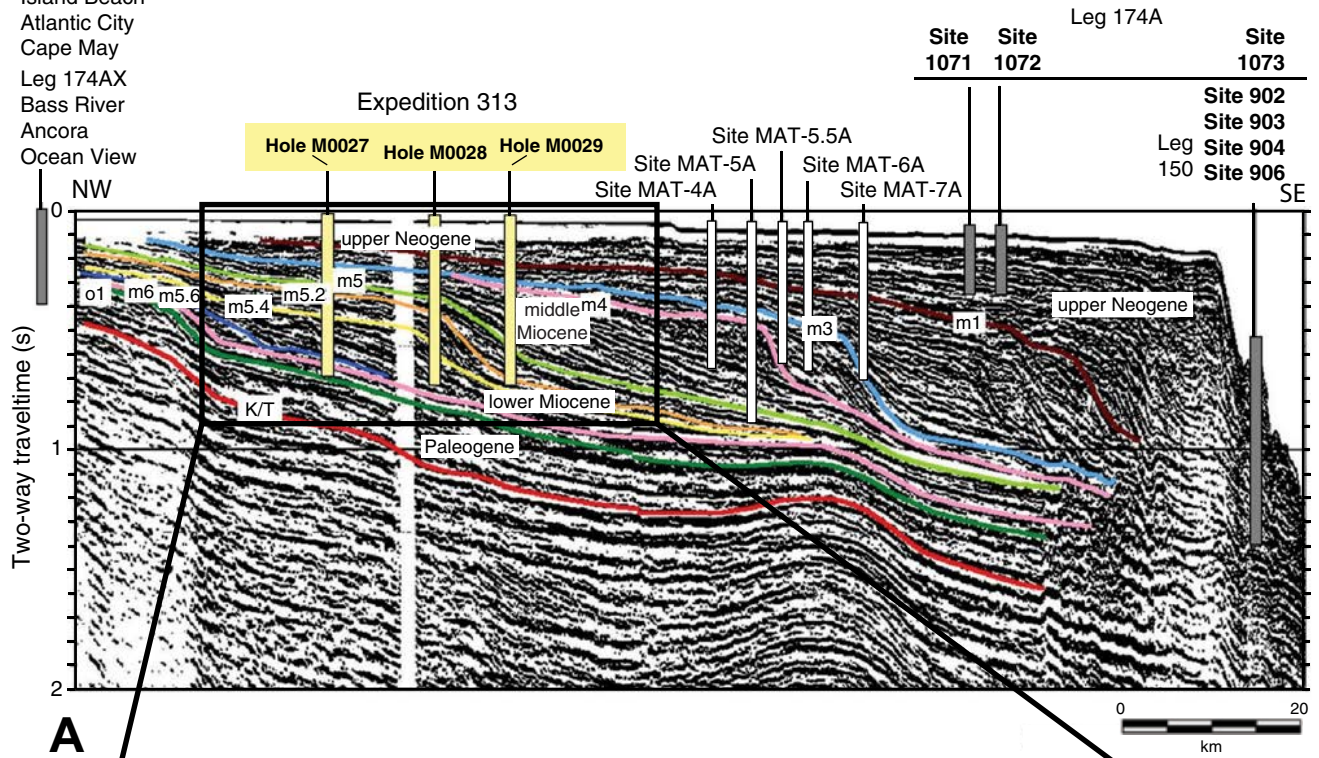 Island Beach
Atlantic City
Cape May
Leg 174AX
Bass River
Ancora
Ocean View
Expedition 313
Hole M0027
Hole M0028
Hole M0029
Site MAT-4A
Site MAT-5A
Site MAT-5.5A
Site MAT-6A
Site MAT-7A
Leg 174A
Site 1071
Site 1072
Site 1073
Leg 150
Site 902
Site 903
Site 904
Site 906
NW
SE
0
1
2
Two-way traveltime (s)
upper Neogene
o1
m6
m5.6
m5.4
m5.2
m5
m4
middle
Miocene
m3
m1
upper Neogene
K/T
lower Miocene
Paleogene
A
0
20
km